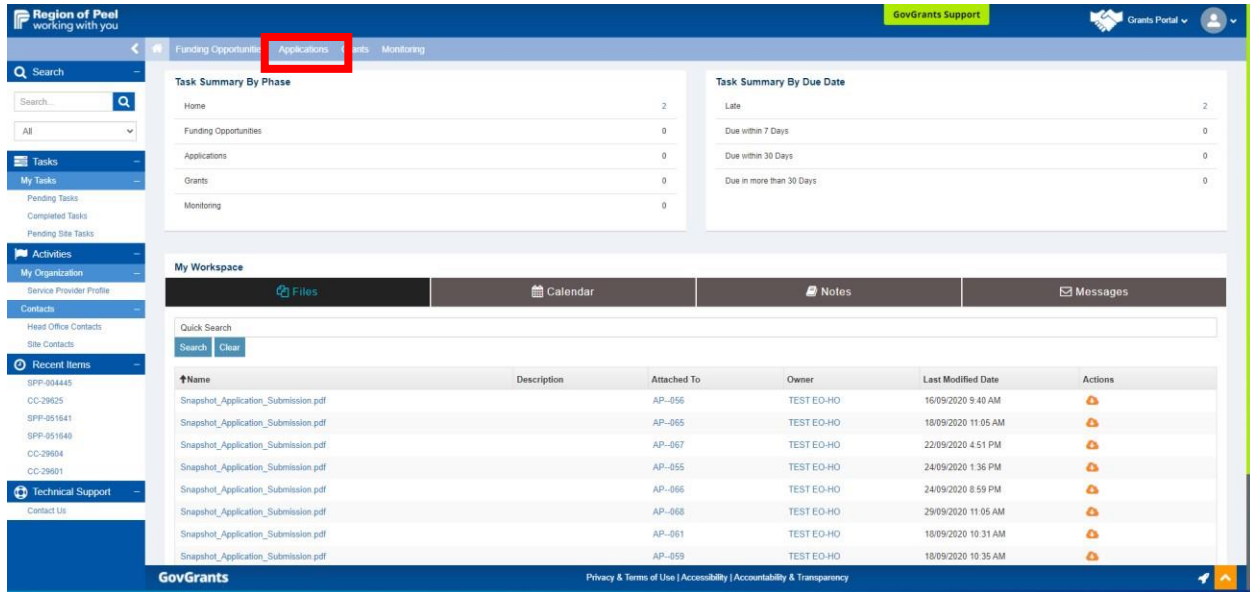 Region of Peel
working with you
GovGrants Support
Grants Portal
Funding Opportunities Applications Grants Monitoring
Search
Search...
All
Tasks
My Tasks
Pending Tasks
Completed Tasks
Pending Site Tasks
Activities
My Organization
Service Provider Profile
Contacts
Head Office Contacts
Site Contacts
Recent Items
SPP-004445
CC-29625
SPP-051641
SPP-051640
CC-29604
CC-29601
Technical Support
Contact Us
Task Summary By Phase
Home 2
Funding Opportunities 0
Applications 0
Grants 0
Monitoring 0
Task Summary By Due Date
Late 2
Due within 7 Days 0
Due within 30 Days 0
Due in more than 30 Days 0
My Workspace
Files Calendar Notes Messages
Quick Search
Search Clear
Name Description Attached To Owner Last Modified Date Actions
Snapshot_Application_Submission.pdf AP--056 TEST EO-HO 16/09/2020 9:40 AM
Snapshot_Application_Submission.pdf AP--065 TEST EO-HO 18/09/2020 11:05 AM
Snapshot_Application_Submission.pdf AP--067 TEST EO-HO 22/09/2020 4:51 PM
Snapshot_Application_Submission.pdf AP--055 TEST EO-HO 24/09/2020 1:36 PM
Snapshot_Application_Submission.pdf AP--066 TEST EO-HO 24/09/2020 8:59 PM
Snapshot_Application_Submission.pdf AP--068 TEST EO-HO 29/09/2020 11:05 AM
Snapshot_Application_Submission.pdf AP--061 TEST EO-HO 18/09/2020 10:31 AM
Snapshot_Application_Submission.pdf AP--059 TEST EO-HO 18/09/2020 10:35 AM
GovGrants
Privacy & Terms of Use | Accessibility | Accountability & Transparency